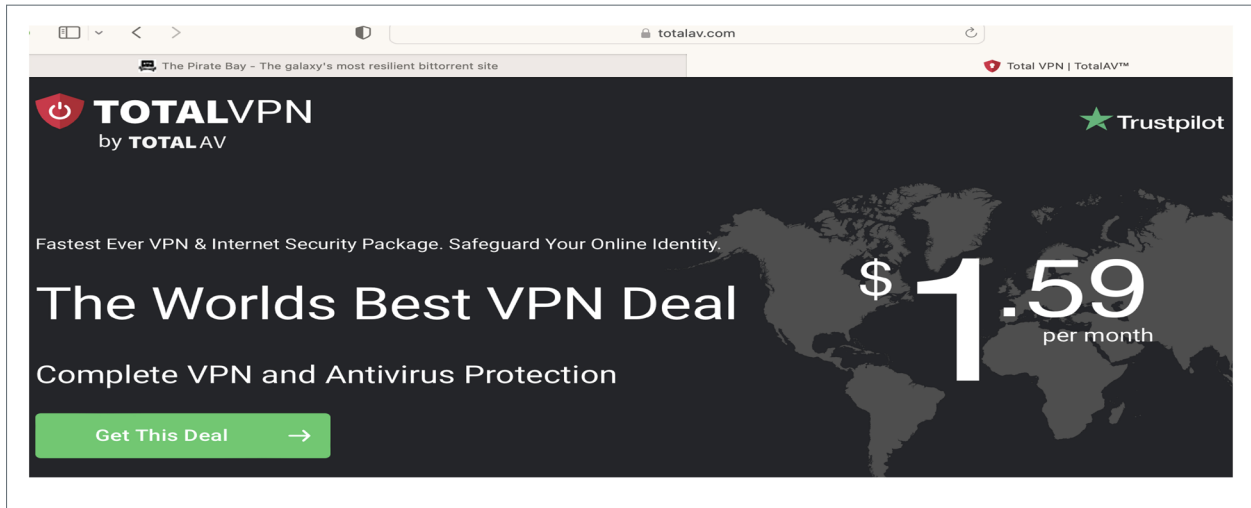 totalav.com
The Pirate Bay - The galaxy's most resilient bittorrent site
Total VPN | TotalAV™
TOTALVPN
by TOTALAV
Trustpilot
Fastest Ever VPN & Internet Security Package. Safeguard Your Online Identity.
The Worlds Best VPN Deal
$1.59
per month
Complete VPN and Antivirus Protection
Get This Deal →